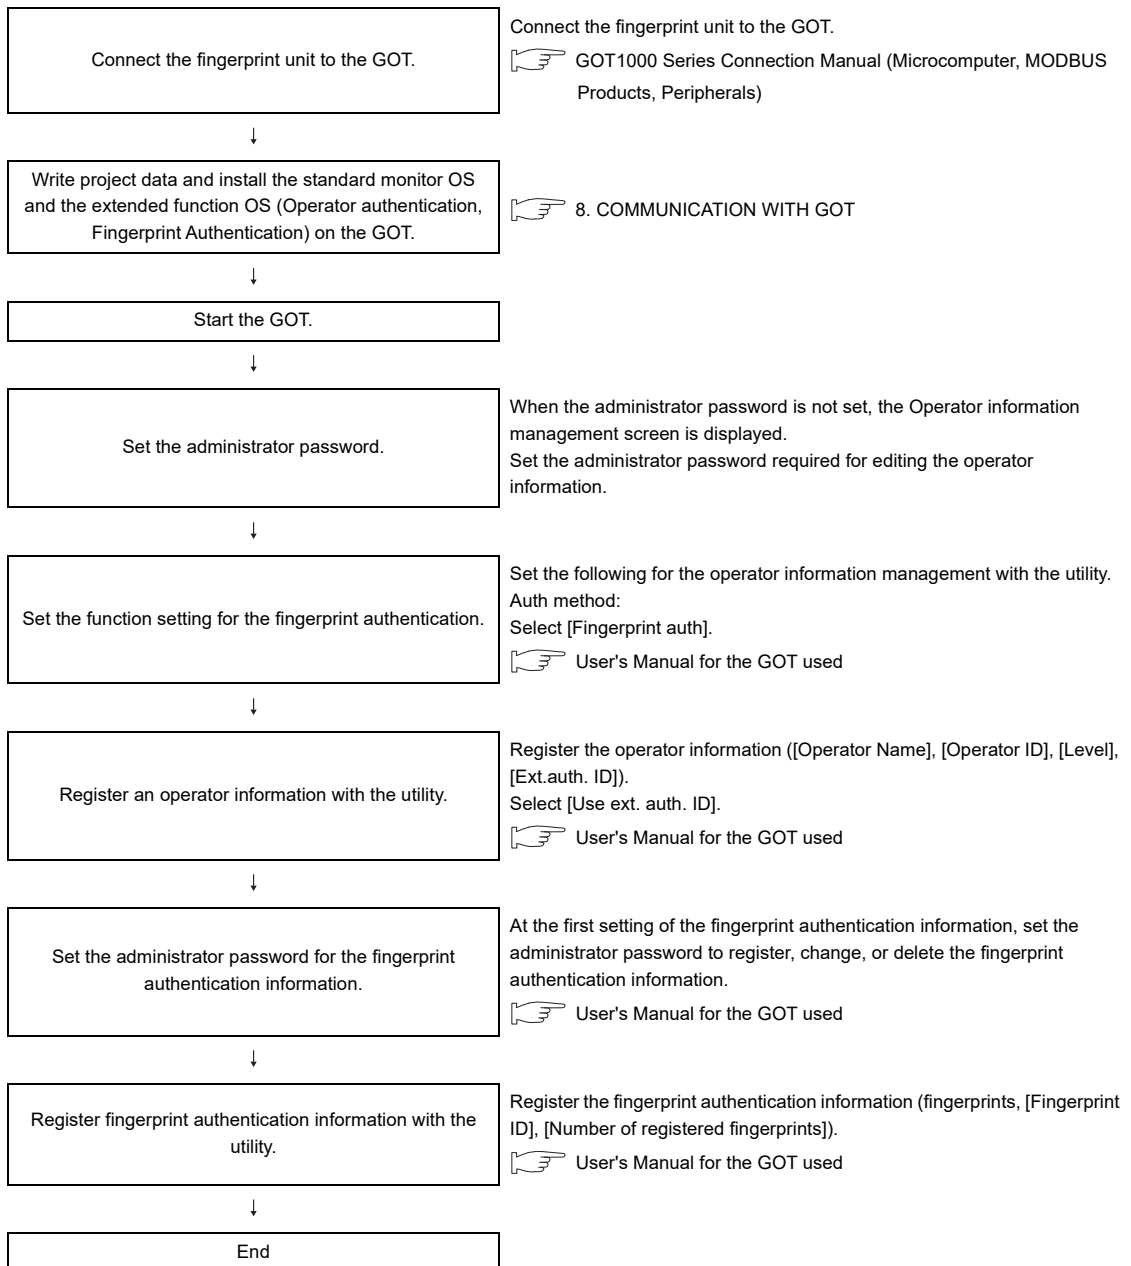 Connect the fingerprint unit to the GOT.
Connect the fingerprint unit to the GOT.
GOT1000 Series Connection Manual (Microcomputer, MODBUS
Products, Peripherals)
↓
Write project data and install the standard monitor OS
and the extended function OS (Operator authentication,
Fingerprint Authentication) on the GOT.
8. COMMUNICATION WITH GOT
↓
Start the GOT.
↓
Set the administrator password.
When the administrator password is not set, the Operator information
management screen is displayed.
Set the administrator password required for editing the operator
information.
↓
Set the function setting for the fingerprint authentication.
Set the following for the operator information management with the utility.
Auth method:
Select [Fingerprint auth].
User's Manual for the GOT used
↓
Register an operator information with the utility.
Register the operator information ([Operator Name], [Operator ID], [Level],
[Ext.auth. ID]).
Select [Use ext. auth. ID].
User's Manual for the GOT used
↓
Set the administrator password for the fingerprint
authentication information.
At the first setting of the fingerprint authentication information, set the
administrator password to register, change, or delete the fingerprint
authentication information.
User's Manual for the GOT used
↓
Register fingerprint authentication information with the
utility.
Register the fingerprint authentication information (fingerprints, [Fingerprint
ID], [Number of registered fingerprints]).
User's Manual for the GOT used
↓
End